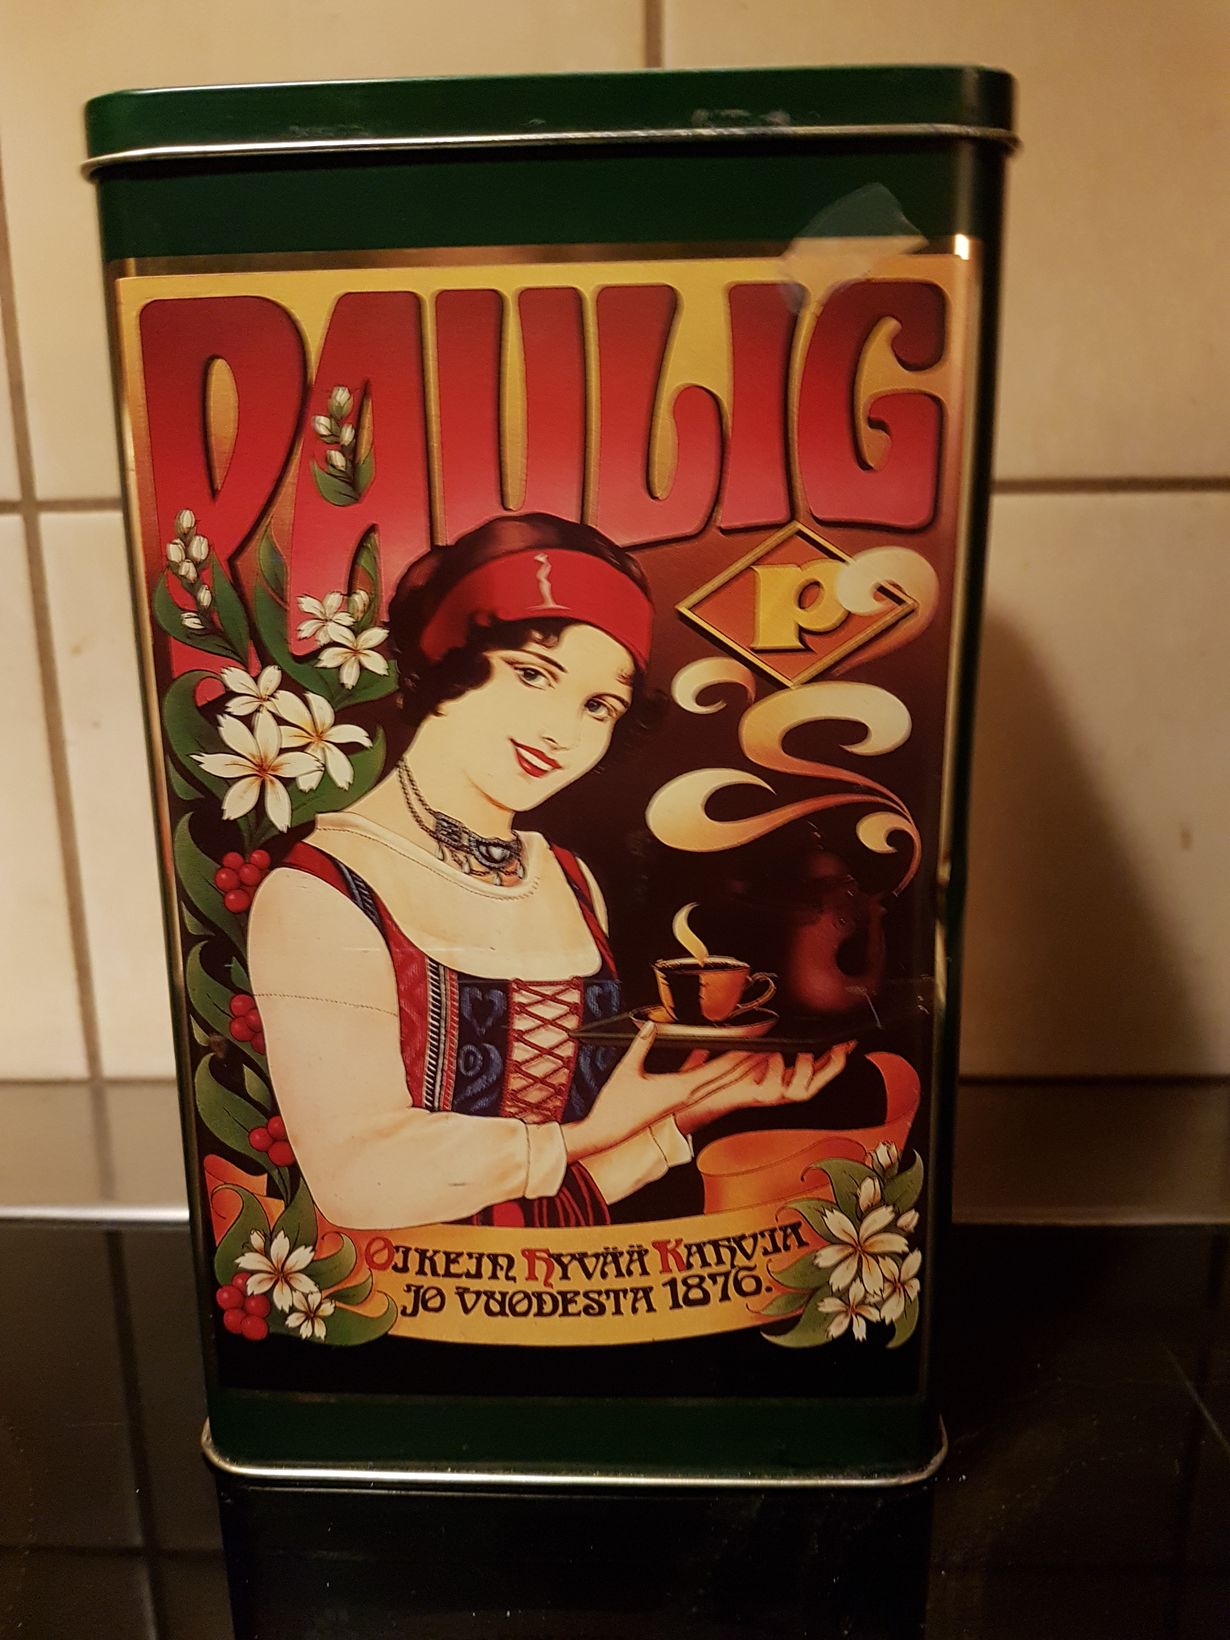 PAULIG
P
OIKEIN HYVÄÄ KAHVIA
JO VUODESTA 1876.